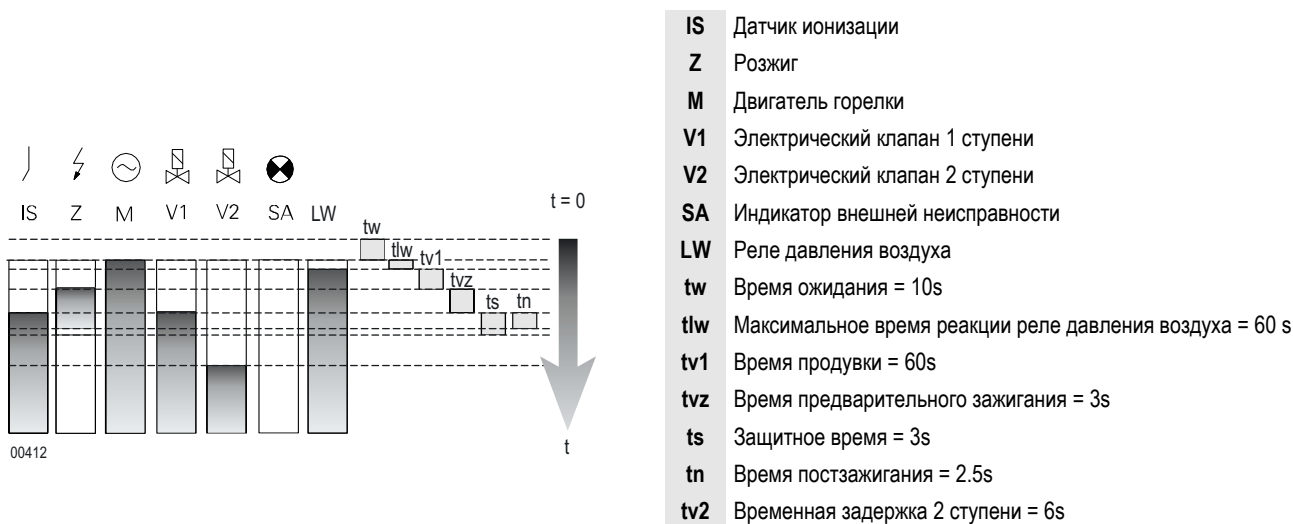 IS Z M V1 V2 SA LW
t = 0
tw
tlw
tv1
tvz
ts tn
00412
t
IS Датчик ионизации
Z Розжиг
M Двигатель горелки
V1 Электрический клапан 1 ступени
V2 Электрический клапан 2 ступени
SA Индикатор внешней неисправности
LW Реле давления воздуха
tw Время ожидания = 10s
tlw Максимальное время реакции реле давления воздуха = 60 s
tv1 Время продувки = 60s
tvz Время предварительного зажигания = 3s
ts Защитное время = 3s
tn Время постзажигания = 2.5s
tv2 Временная задержка 2 ступени = 6s